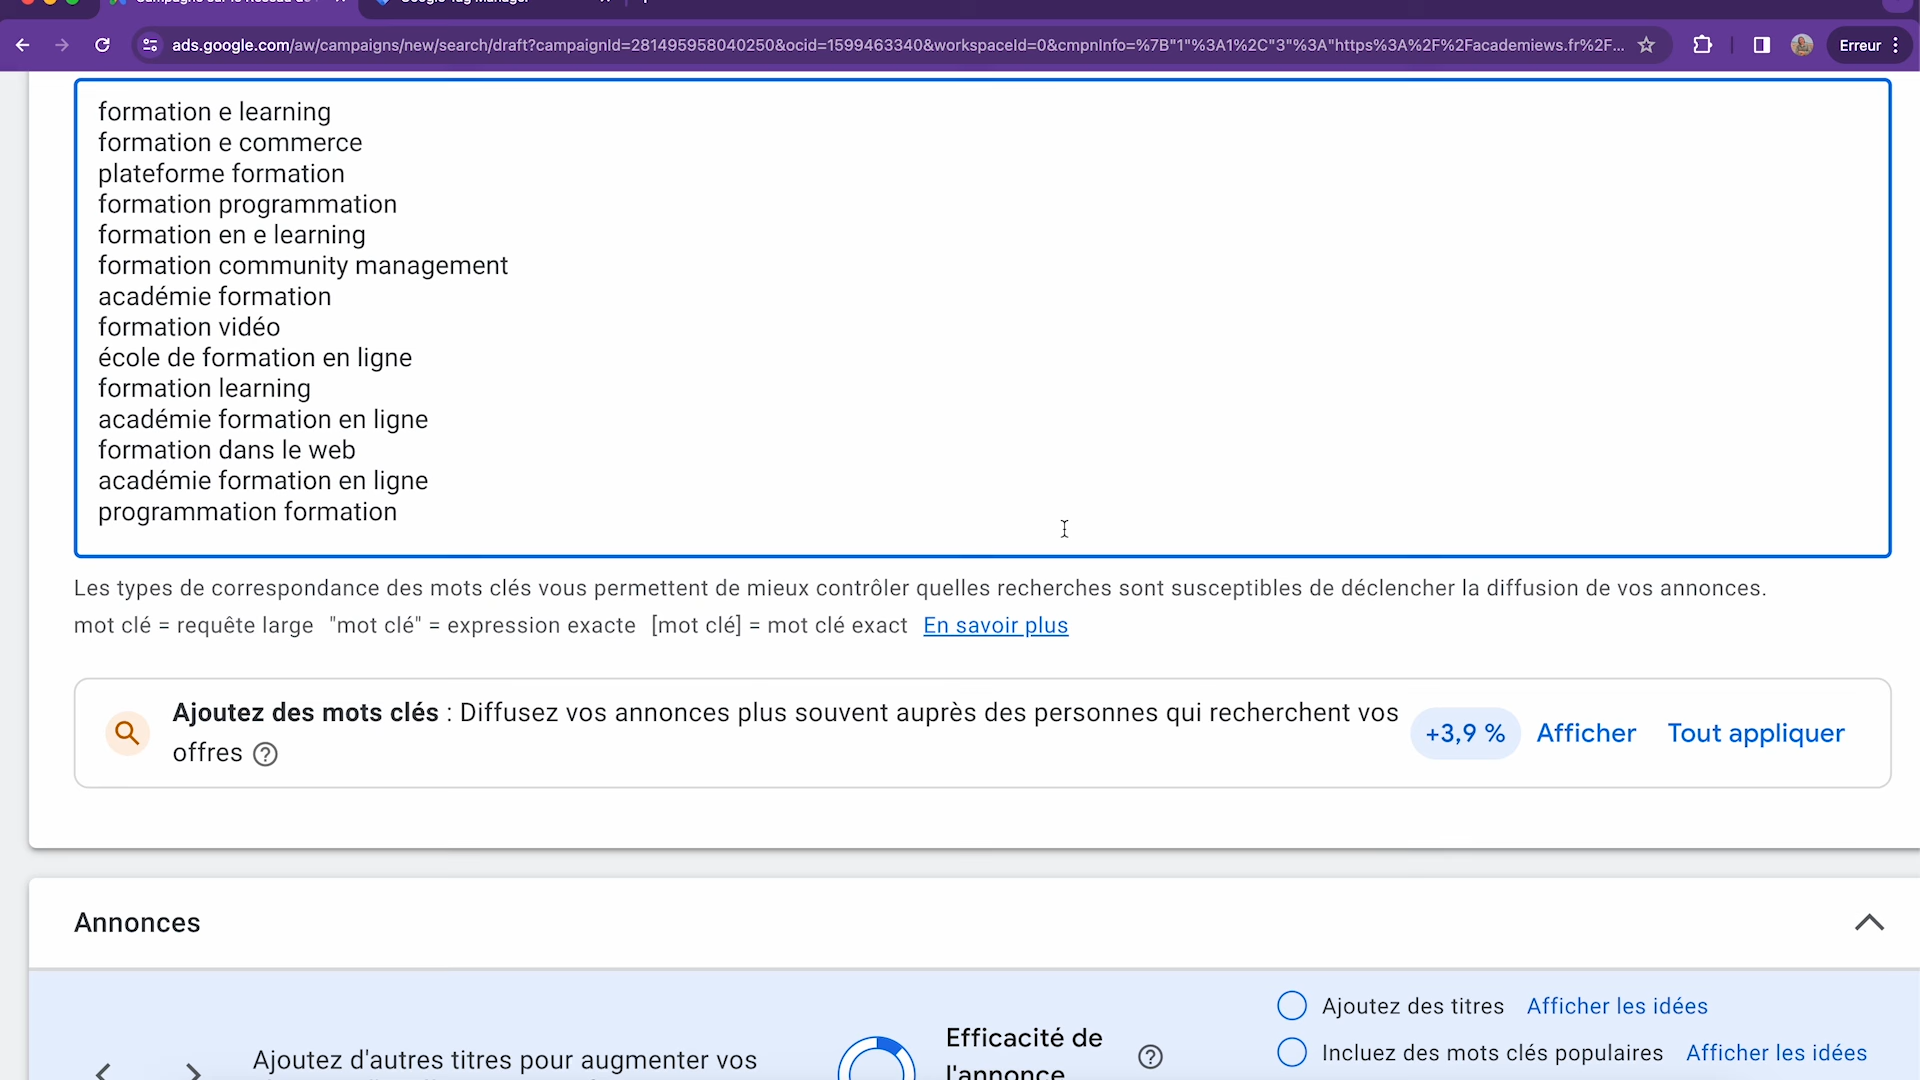 ads.google.com/aw/campaigns/new/search/draft?campaignId=281495958040250&ocid=1599463340&workspaceId=0&cmpnInfo=%7B"1"%3A1%2C"3"%3A"https%3A%2F%2Facademiews.fr%2F... Erreur
formation e learning
formation e commerce
plateforme formation
formation programmation
formation en e learning
formation community management
académie formation
formation vidéo
école de formation en ligne
formation learning
académie formation en ligne
formation dans le web
académie formation en ligne
programmation formation
Les types de correspondance des mots clés vous permettent de mieux contrôler quelles recherches sont susceptibles de déclencher la diffusion de vos annonces.
mot clé = requête large "mot clé" = expression exacte [mot clé] = mot clé exact En savoir plus
Ajoutez des mots clés : Diffusez vos annonces plus souvent auprès des personnes qui recherchent vos
offres
+3,9 % Afficher Tout appliquer
Annonces
Ajoutez d'autres titres pour augmenter vos
Efficacité de
l'annonce
Ajoutez des titres Afficher les idées
Incluez des mots clés populaires Afficher les idées